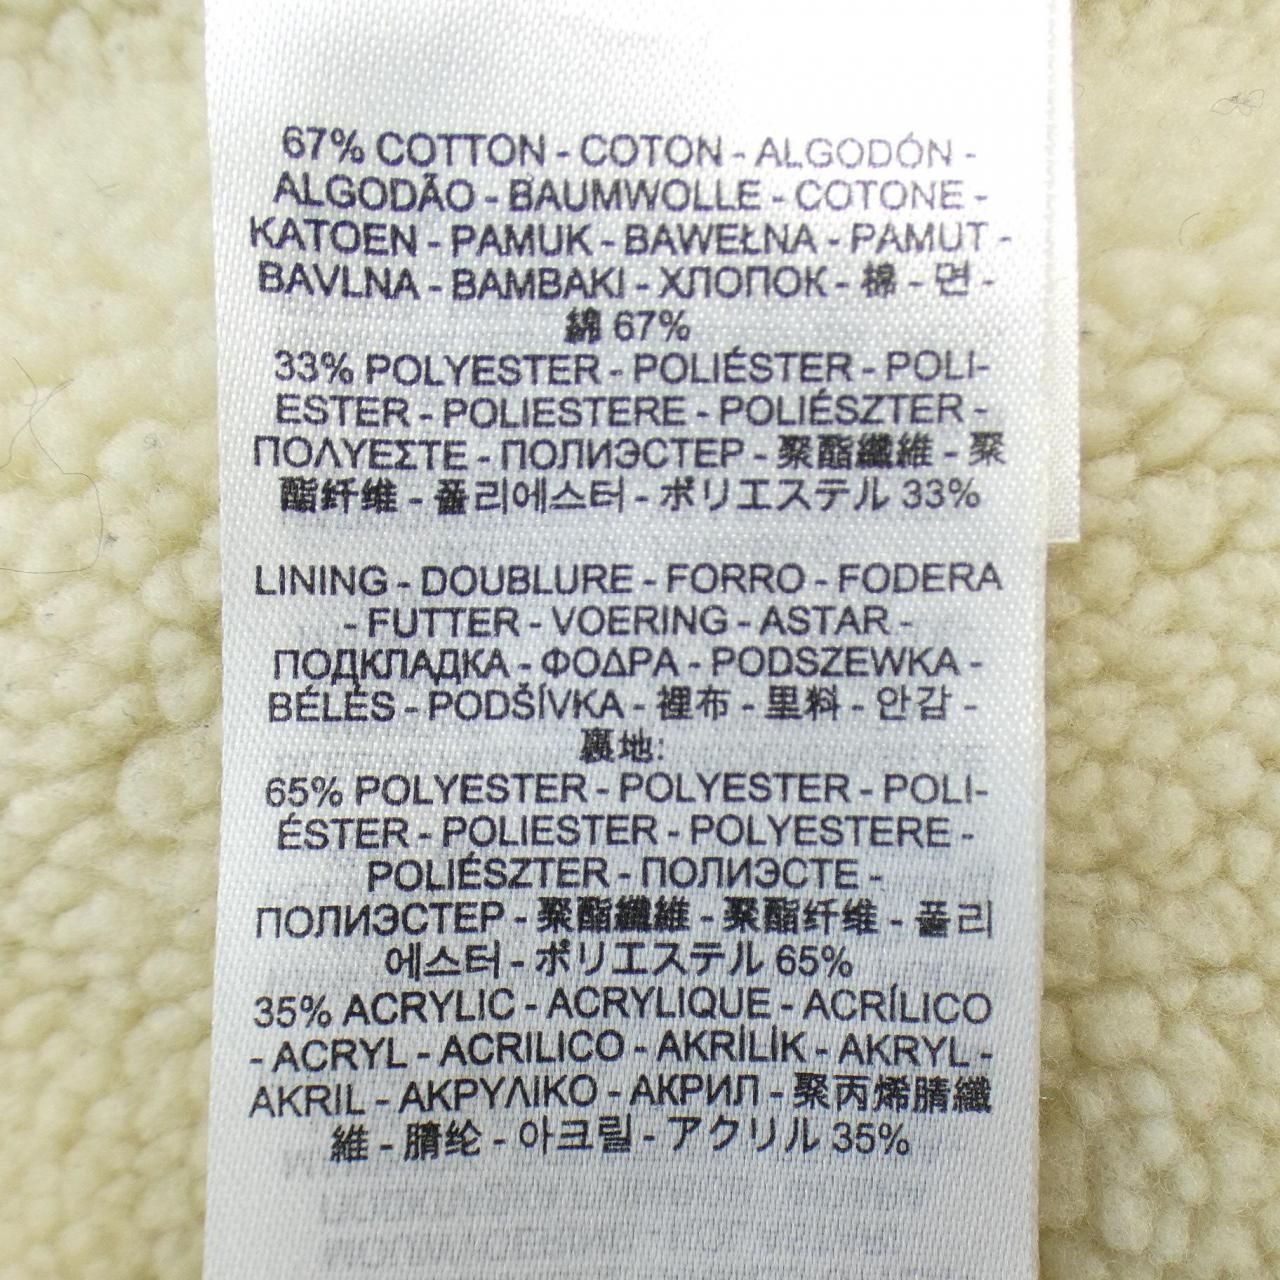 67% COTTON - COTON - ALGODÓN -
ALGODÃO - BAUMWOLLE - COTONE -
KATOEN - PAMUK - BAWEŁNA - PAMUT -
BAVLNA - BAMBAKI - ХЛОПОК - 棉 - 면 -
綿 67%
33% POLYESTER - POLIÉSTER - POLI-
ESTER - POLIESTERE - POLIÉSZTER -
ΠΟΛΥΕΣΤΕ - ПОЛИЭСТЕР - 聚酯纖維 - 聚
酯纤维 - 폴리에스터 - ポリエステル 33%
LINING - DOUBLURE - FORRO - FODERA
- FUTTER - VOERING - ASTAR -
ПОДКЛАДКА - ΦΟΔΡΑ - PODSZEWKA -
BÉLÉS - PODŠÍVKA - 裡布 - 里料 - 안감 -
裏地:
65% POLYESTER - POLYESTER - POLI-
ÉSTER - POLIESTER - POLYESTERE -
POLIÉSZTER - ПОЛИЭСТЕ -
ПОЛИЭСТЕР - 聚酯纖維 - 聚酯纤维 - 폴리
에스터 - ポリエステル 65%
35% ACRYLIC - ACRYLIQUE - ACRÍLICO
- ACRYL - ACRILICO - AKRİLİK - AKRYL -
AKRIL - ΑΚΡΥΛΙΚΟ - АКРИЛ - 聚丙烯腈纖
維 - 腈纶 - 아크릴 - アクリル 35%